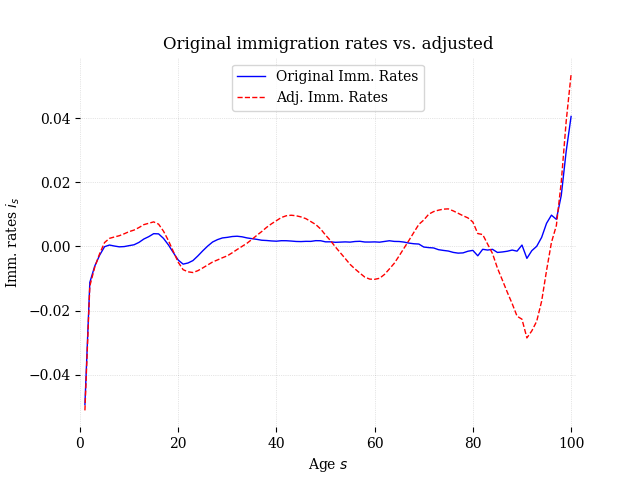 Original immigration rates vs. adjusted
Original Imm. Rates
Adj. Imm. Rates
Imm. rates i_s
0.04
0.02
0.00
−0.02
−0.04
0 20 40 60 80 100
Age s